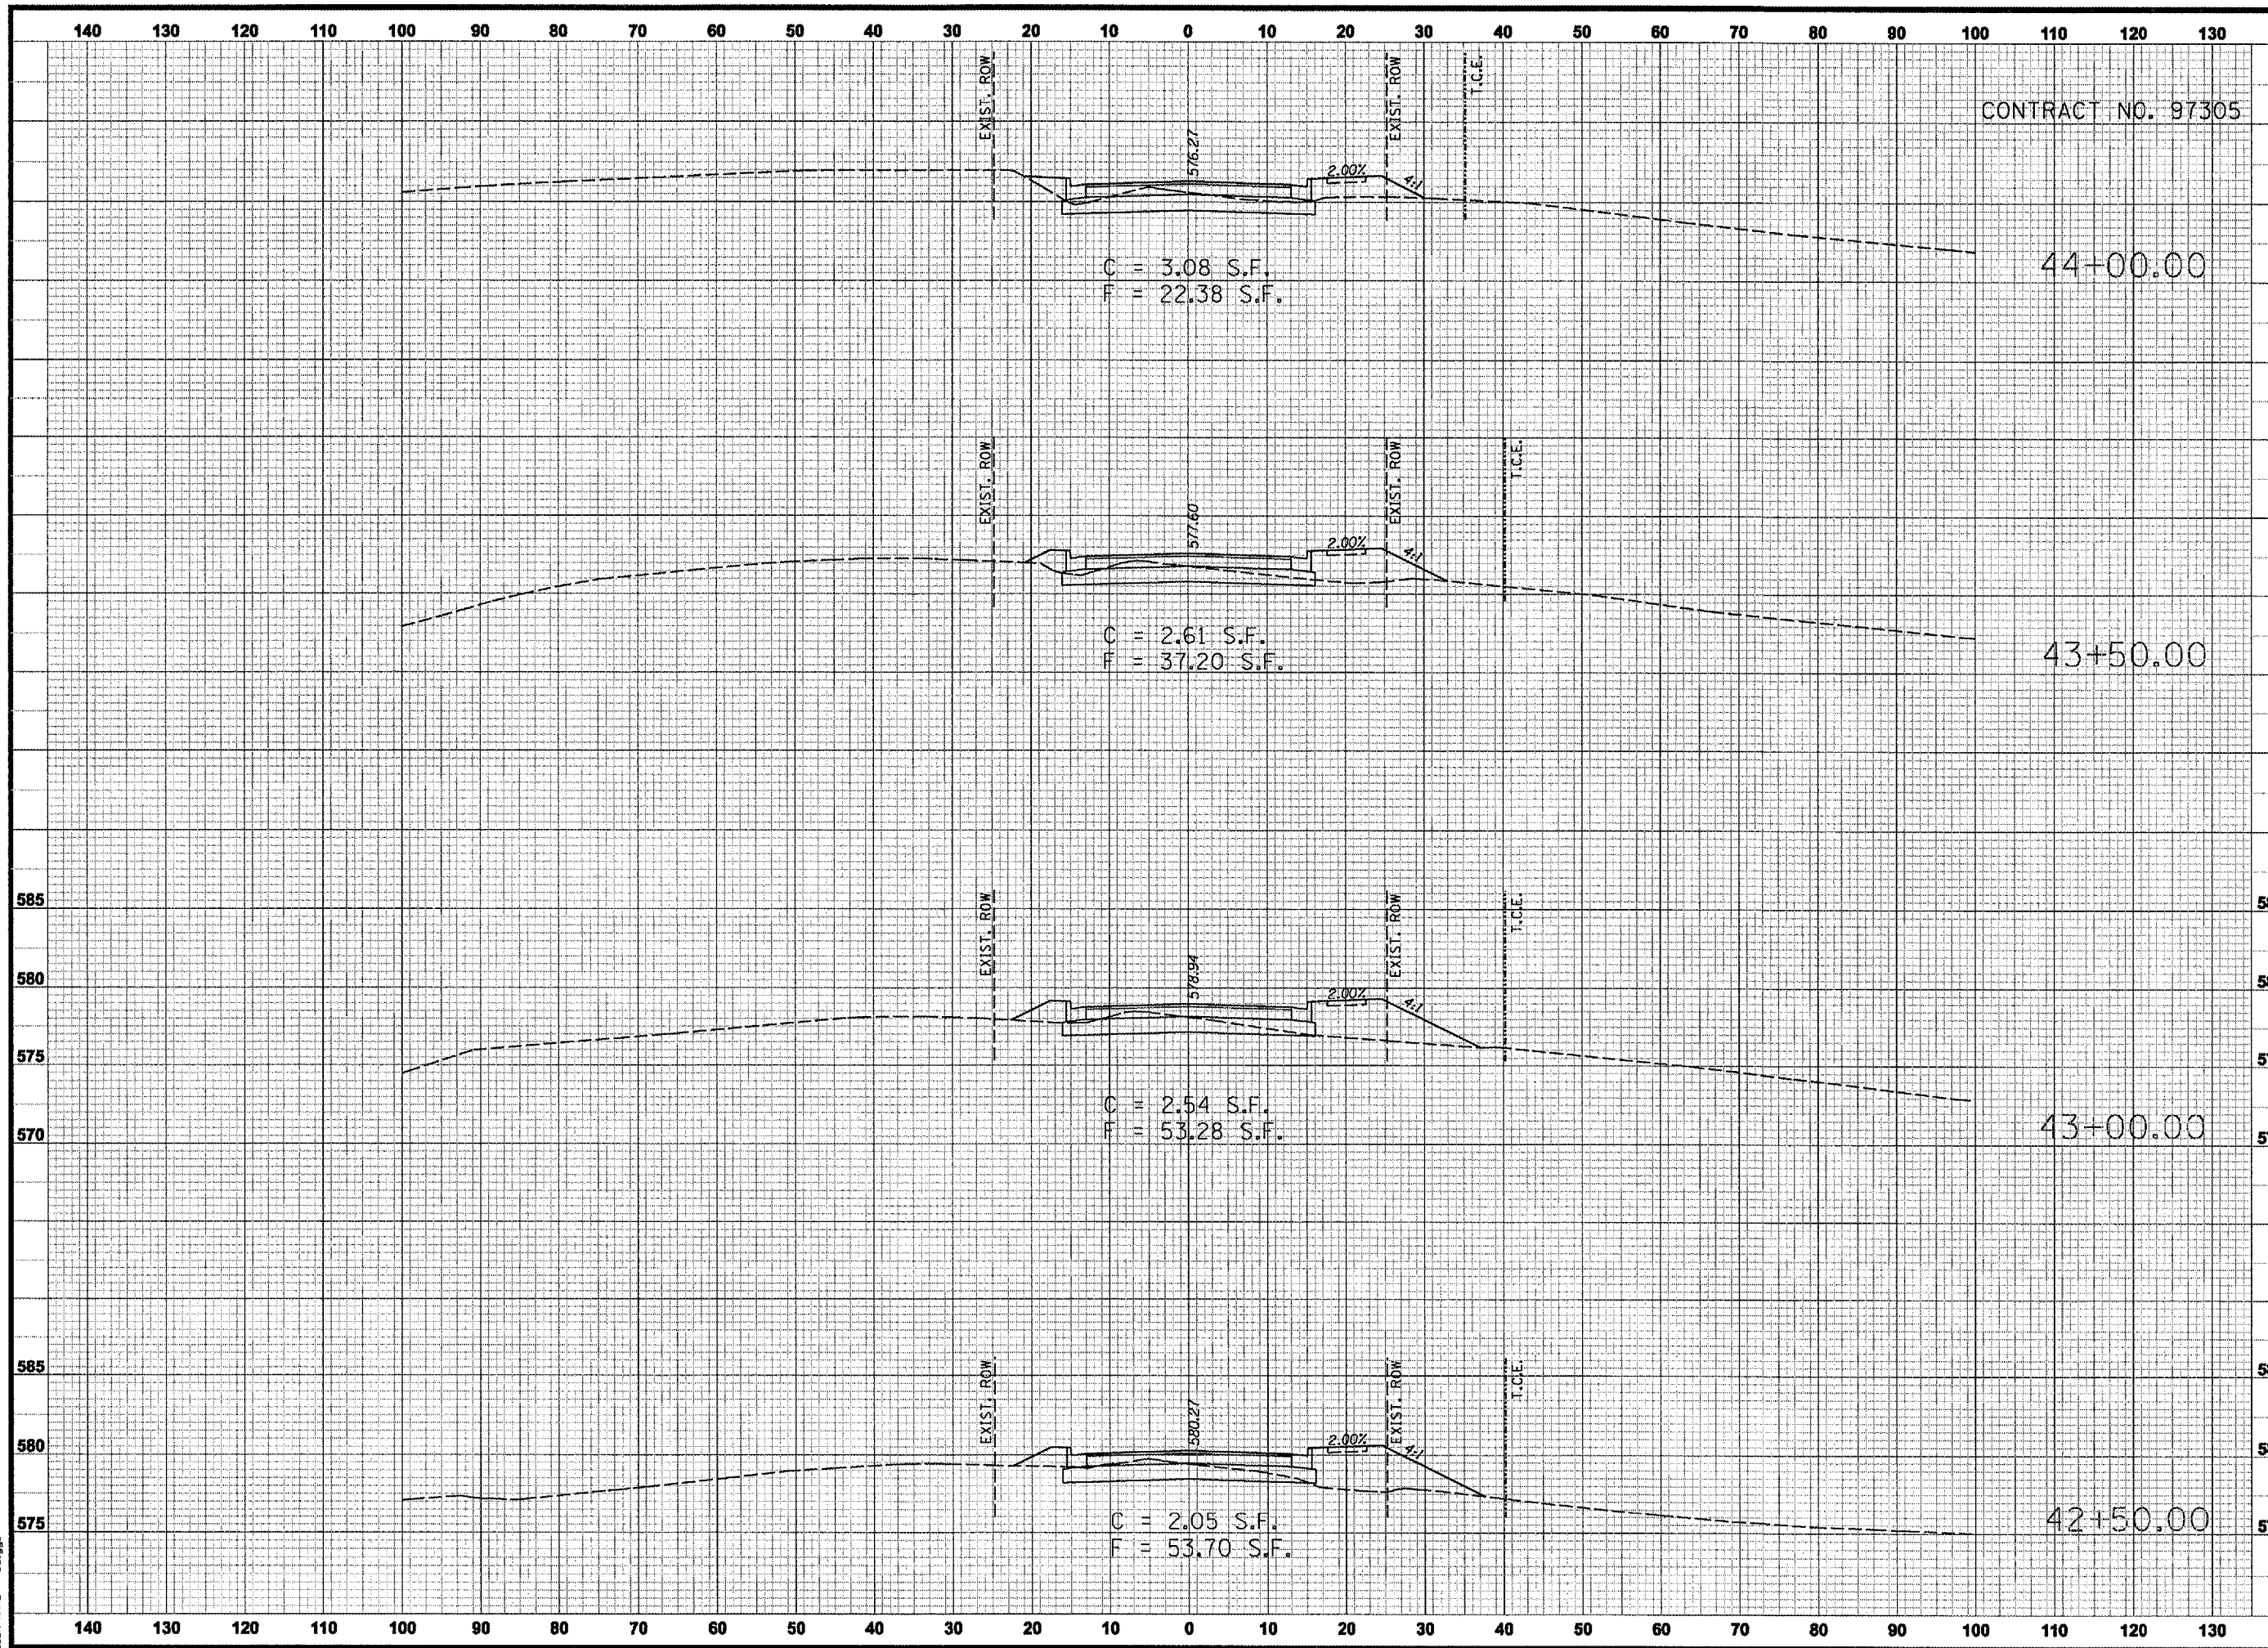 140 130 120 110 100 90 80 70 60 50 40 30 20 10 0 10 20 30 40 50 60 70 80 90 100 110 120 130
CONTRACT NO. 97305
EXIST. ROW
576.27
2.00%
4:1
EXIST. ROW
T.C.E.
C = 3.08 S.F.
F = 22.38 S.F.
44+00.00
EXIST. ROW
577.60
2.00%
4:1
EXIST. ROW
T.C.E.
C = 2.61 S.F.
F = 37.20 S.F.
43+50.00
585
580
575
570
EXIST. ROW
578.94
2.00%
4:1
EXIST. ROW
T.C.E.
C = 2.54 S.F.
F = 53.28 S.F.
43+00.00
585
580
575
EXIST. ROW
580.27
2.00%
4:1
EXIST. ROW
T.C.E.
C = 2.05 S.F.
F = 53.70 S.F.
42+50.00
140 130 120 110 100 90 80 70 60 50 40 30 20 10 0 10 20 30 40 50 60 70 80 90 100 110 120 130